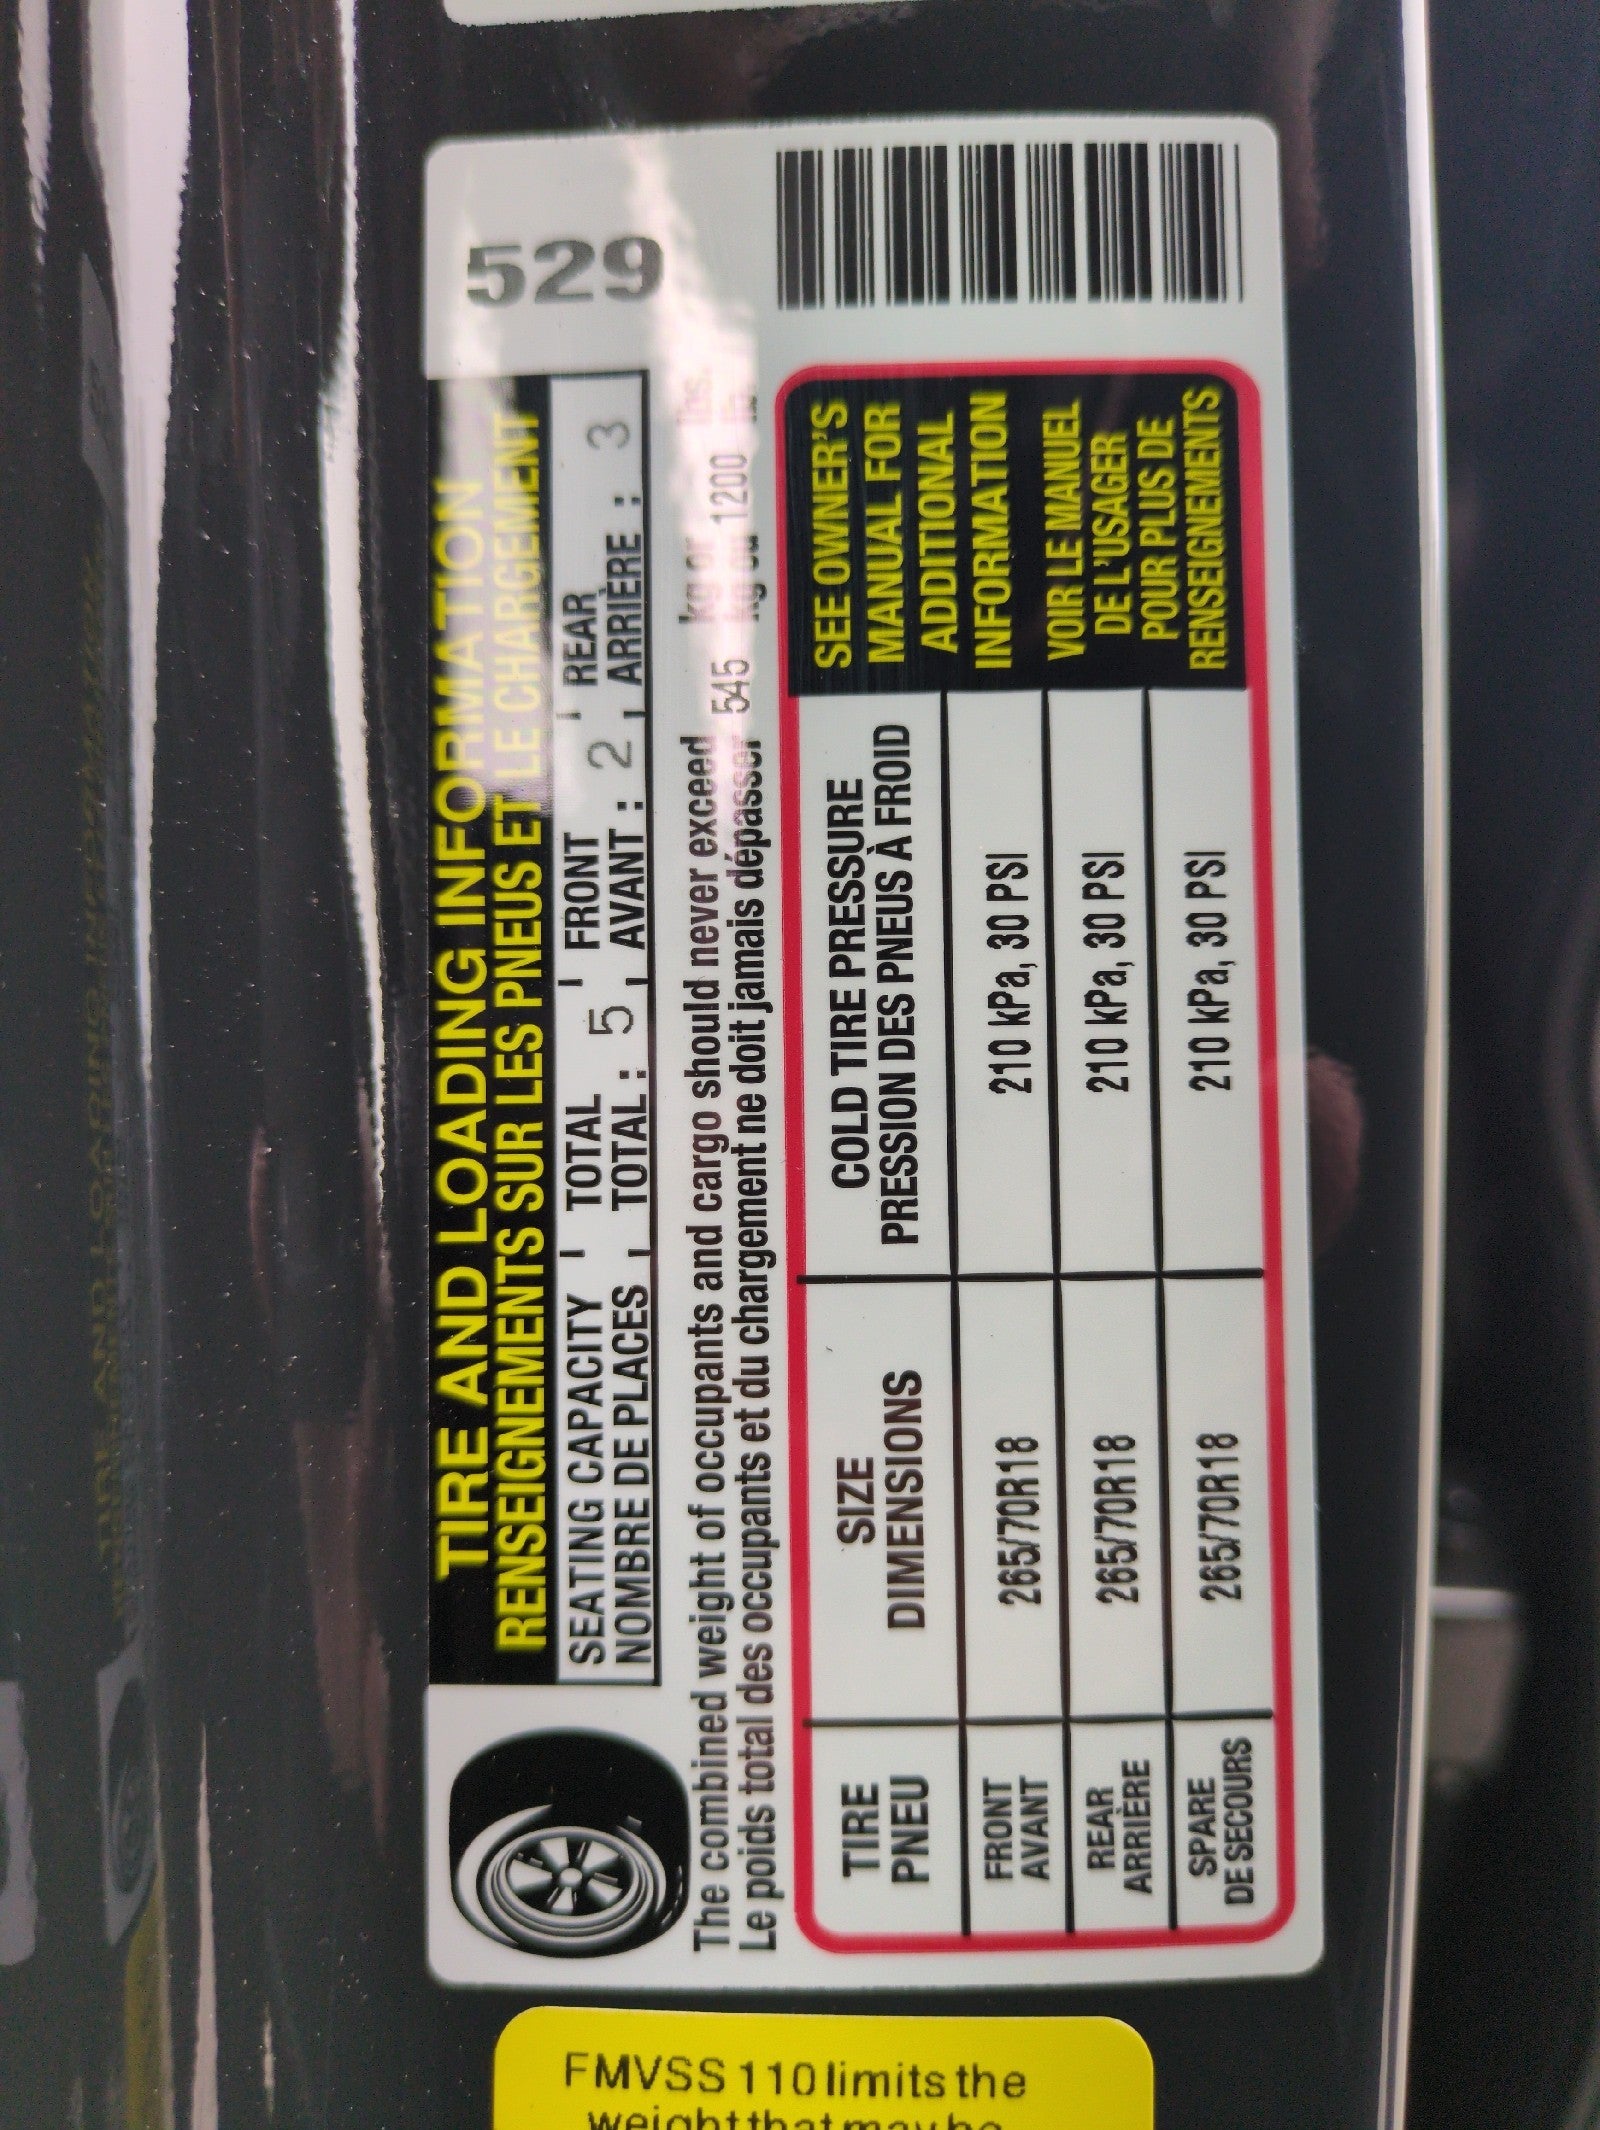 TIRE AND LOADING INFORMATION
RENSEIGNEMENTS SUR LES PNEUS ET LE CHARGEMENT
529
SEATING CAPACITY TOTAL FRONT REAR
NOMBRE DE PLACES TOTAL : 5 AVANT : 2 ARRIÈRE : 3
The combined weight of occupants and cargo should never exceed kg or lbs.
Le poids total des occupants et du chargement ne doit jamais dépasser 545 kg ou 1200 lb.
TIRE
PNEU
SIZE
DIMENSIONS
COLD TIRE PRESSURE
PRESSION DES PNEUS À FROID
FRONT
AVANT
265/70R18
210 kPa, 30 PSI
REAR
ARRIÈRE
265/70R18
210 kPa, 30 PSI
SPARE
DE SECOURS
265/70R18
210 kPa, 30 PSI
SEE OWNER'S
MANUAL FOR
ADDITIONAL
INFORMATION
VOIR LE MANUEL
DE L'USAGER
POUR PLUS DE
RENSEIGNEMENTS
FMVSS 110 limits the
weight that may be